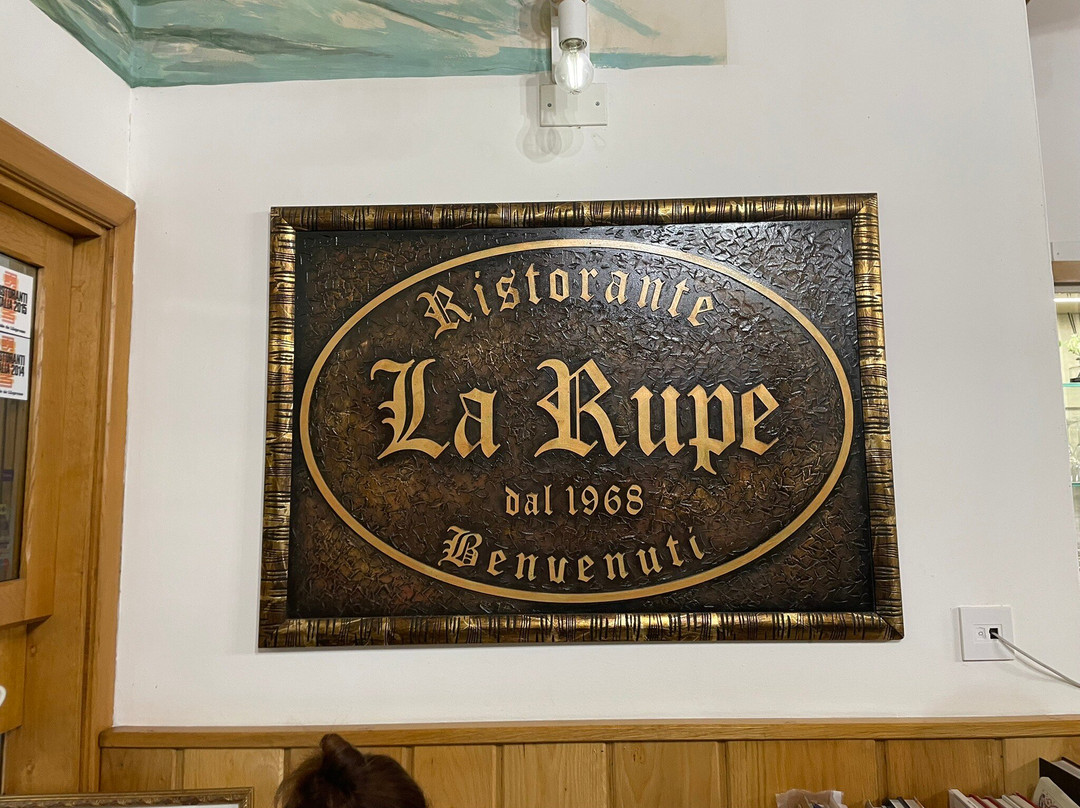 Ristorante
La Rupe
dal 1968
Benvenuti